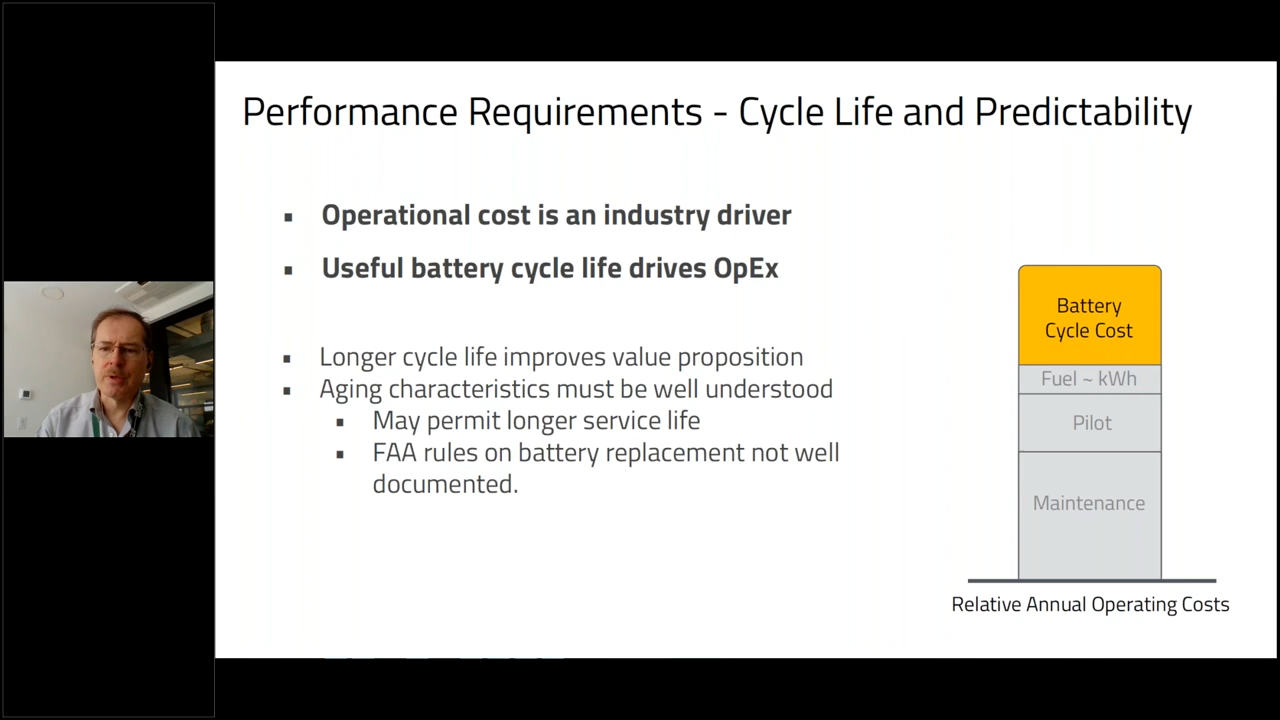 Performance Requirements - Cycle Life and Predictability
Operational cost is an industry driver
Useful battery cycle life drives OpEx
Longer cycle life improves value proposition
Aging characteristics must be well understood
May permit longer service life
FAA rules on battery replacement not well
documented.
Battery
Cycle Cost
Fuel ~ kWh
Pilot
Maintenance
Relative Annual Operating Costs